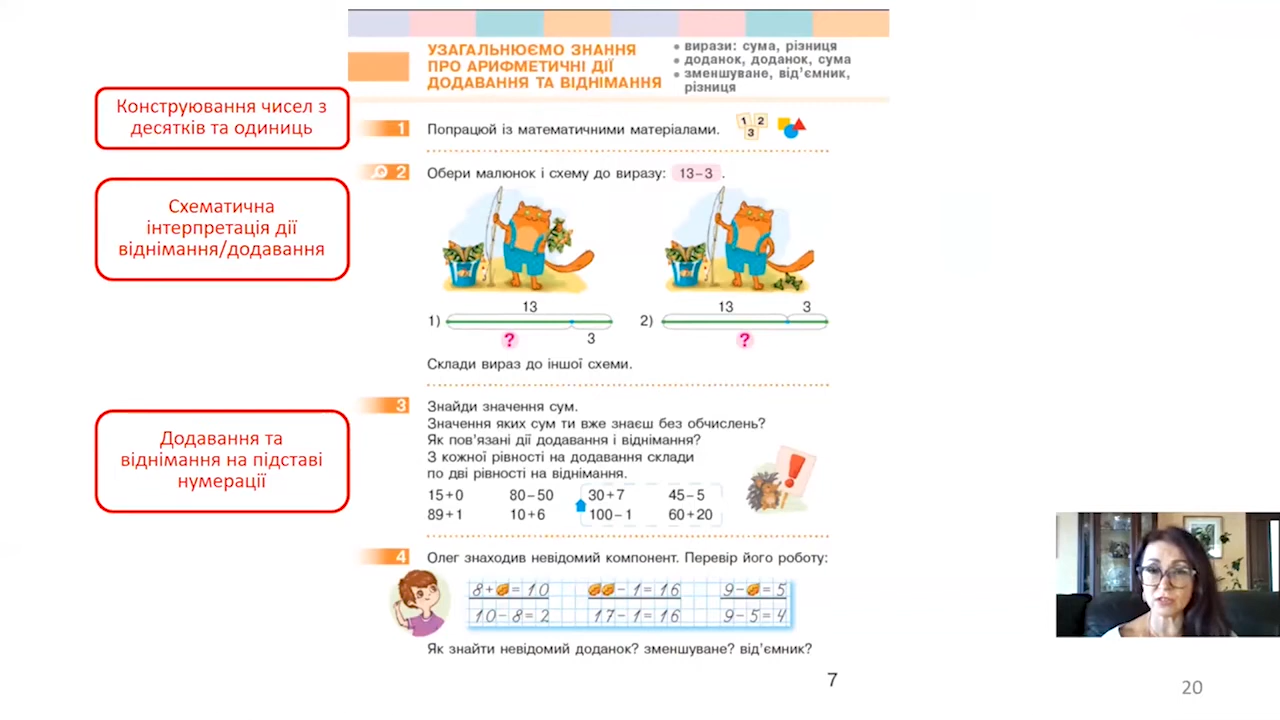 УЗАГАЛЬНЮЄМО ЗНАННЯ
ПРО АРИФМЕТИЧНІ ДІЇ
ДОДАВАННЯ ТА ВІДНІМАННЯ
• вирази: сума, різниця
• доданок, доданок, сума
• зменшуване, від'ємник,
різниця
Конструювання чисел з
десятків та одиниць
1 Попрацюй із математичними матеріалами.
1 2
3
2 Обери малюнок і схему до виразу: 13–3.
Схематична
інтерпретація дії
віднімання/додавання
13
1)
? 3
13 3
2)
?
Склади вираз до іншої схеми.
Додавання та
віднімання на підставі
нумерації
3 Знайди значення сум.
Значення яких сум ти вже знаєш без обчислень?
Як пов'язані дії додавання і віднімання?
З кожної рівності на додавання склади
по дві рівності на віднімання.
!
15+0 80–50 30+7 45–5
89+1 10+6 100–1 60+20
4 Олег знаходив невідомий компонент. Перевір його роботу:
8+ = 10 – 1 = 16 9– = 5
10–8=2 17–1=16 9–5=4
Як знайти невідомий доданок? зменшуване? від'ємник?
7
20